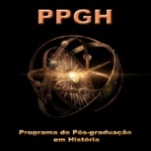 PPGH
Programa de Pós-graduação
em História